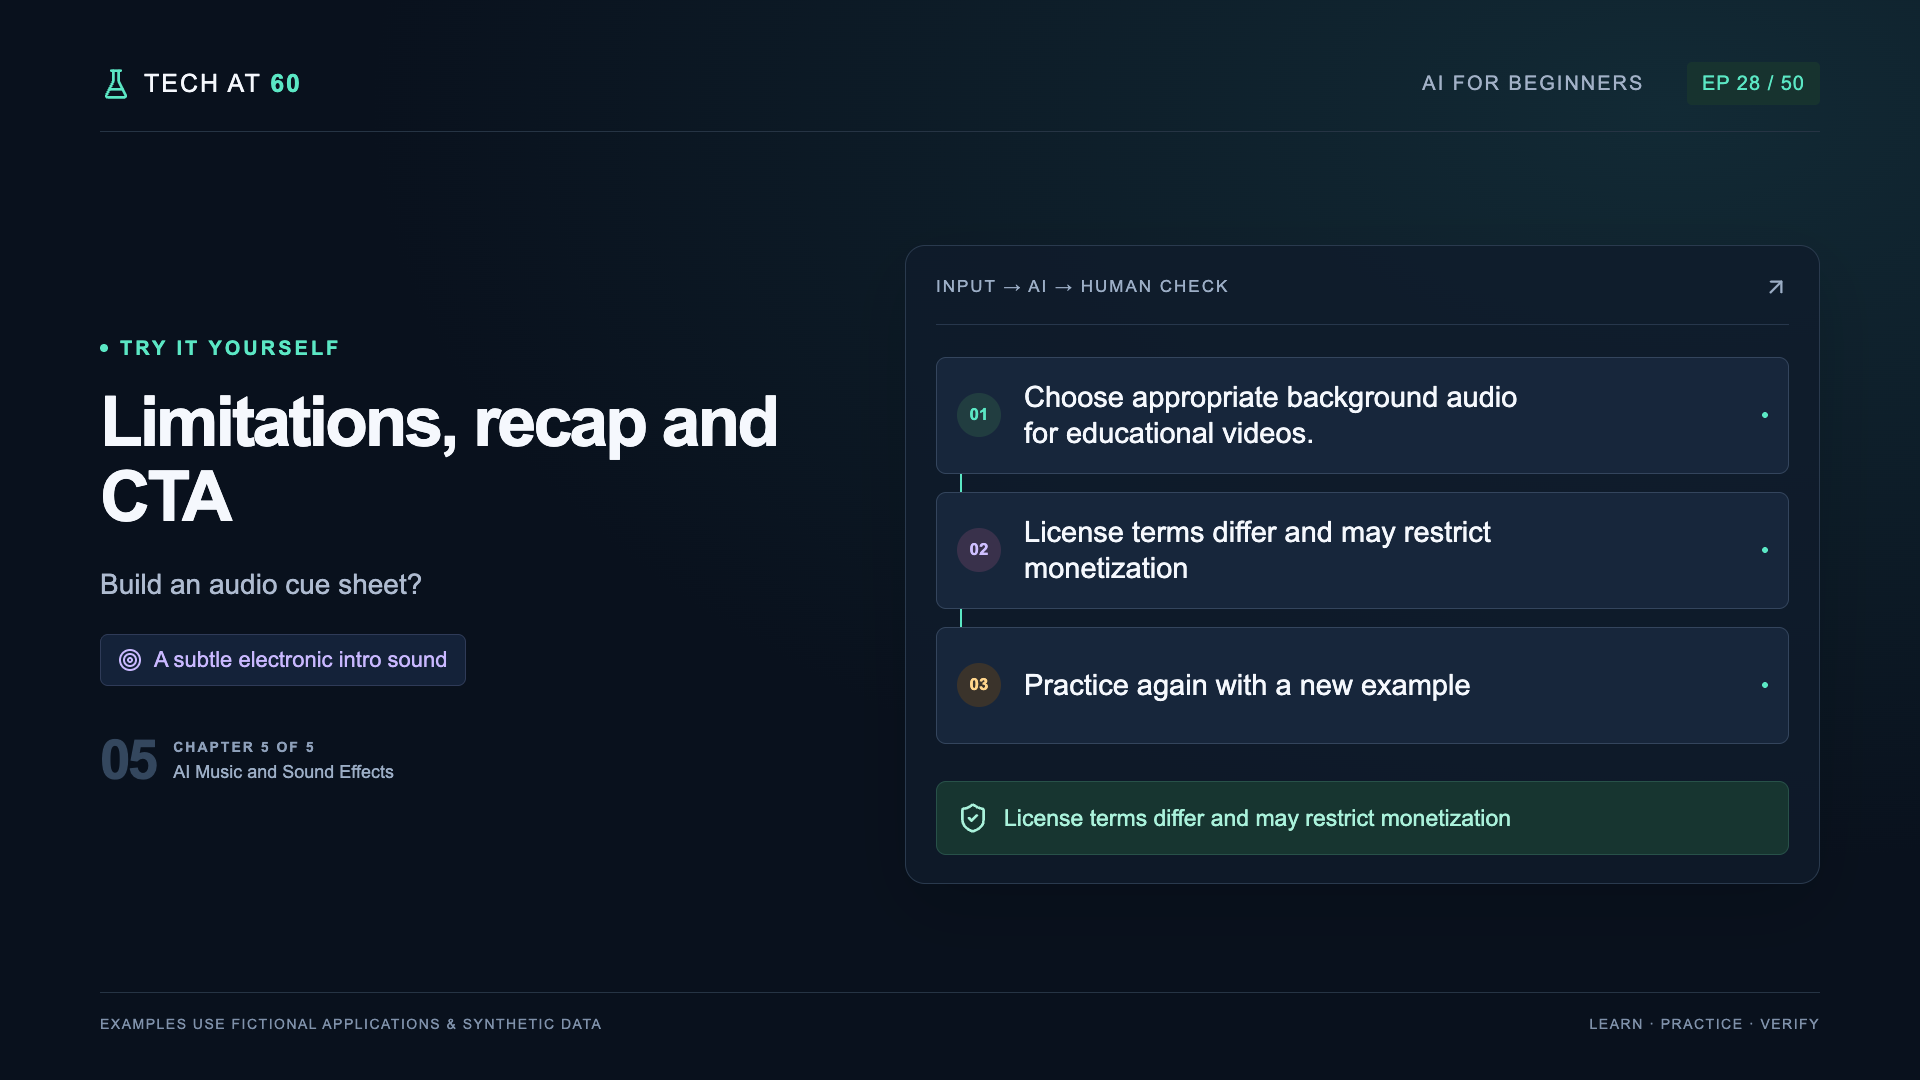 TECH AT 60
AI FOR BEGINNERS
EP 28 / 50
• TRY IT YOURSELF
Limitations, recap and
CTA
Build an audio cue sheet?
A subtle electronic intro sound
05
CHAPTER 5 OF 5
AI Music and Sound Effects
INPUT → AI → HUMAN CHECK
01
Choose appropriate background audio
for educational videos.
02
License terms differ and may restrict
monetization
03
Practice again with a new example
License terms differ and may restrict monetization
EXAMPLES USE FICTIONAL APPLICATIONS & SYNTHETIC DATA
LEARN · PRACTICE · VERIFY